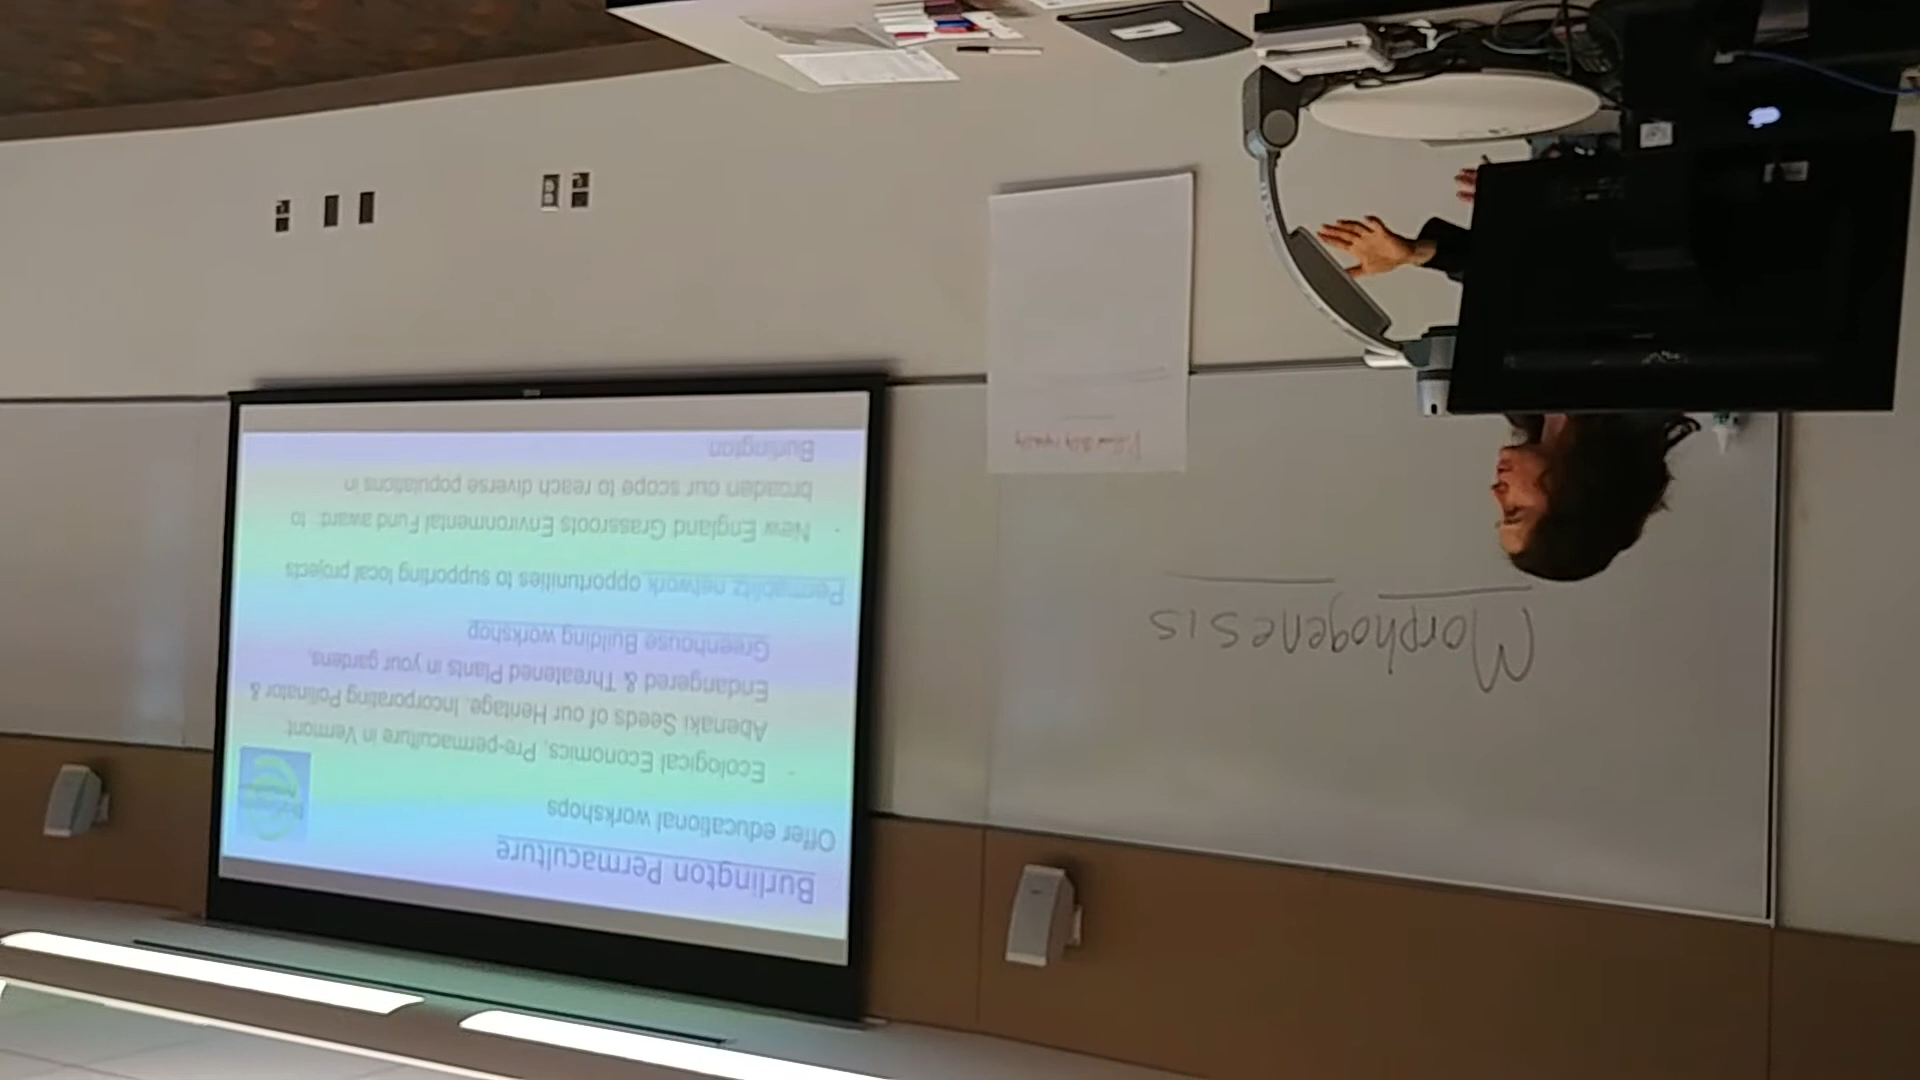 Burlington Permaculture
Offer educational workshops
- Ecological Economics, Pre-permaculture in Vermont:
Abenaki Seeds of our Heritage, Incorporating Pollinator &
Endangered & Threatened Plants in your gardens,
Greenhouse Building workshop
Permablitz network opportunities to supporting local projects
- New England Grassroots Environmental Fund award: to
broaden our scope to reach diverse populations in
Burlington
Morphogenesis